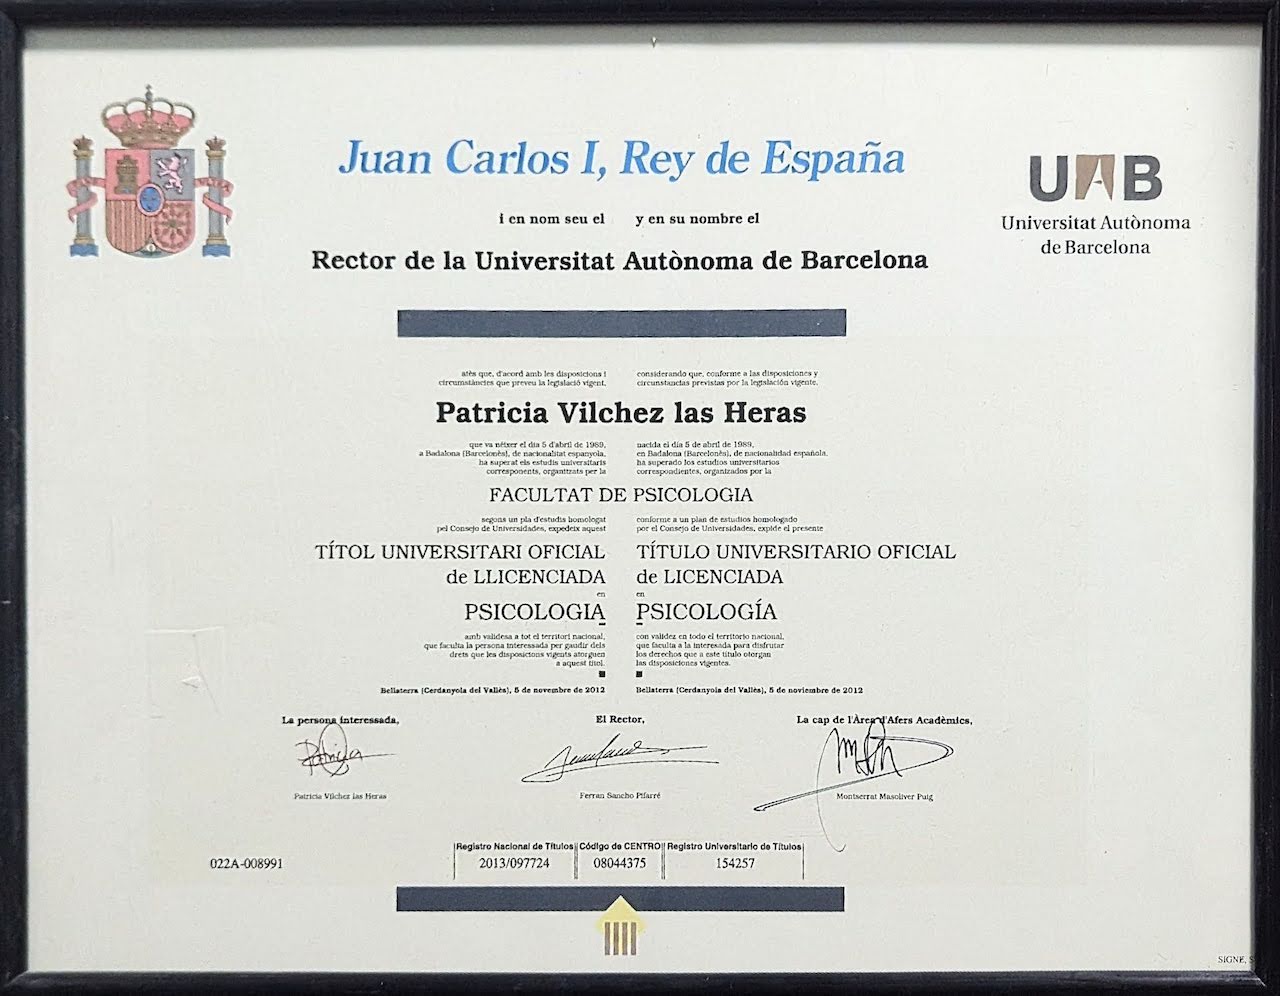 Juan Carlos I, Rey de España
UAB
Universitat Autònoma
de Barcelona
i en nom seu el y en su nombre el
Rector de la Universitat Autònoma de Barcelona
atès que, d'acord amb les disposicions i
circumstàncies que preveu la legislació vigent,
considerando que, conforme a las disposiciones y
circunstancias previstas por la legislación vigente,
Patricia Vilchez las Heras
que va néixer el dia 5 d'abril de 1989,
a Badalona (Barcelonès), de nacionalitat espanyola,
ha superat els estudis universitaris
corresponents, organitzats per la
nacida el día 5 de abril de 1989,
en Badalona (Barcelonès), de nacionalidad española,
ha superado los estudios universitarios
correspondientes, organizados por la
FACULTAT DE PSICOLOGIA
segons un pla d'estudis homologat
pel Consejo de Universidades, expedeix aquest
conforme a un plan de estudios homologado
por el Consejo de Universidades, expide el presente
TÍTOL UNIVERSITARI OFICIAL
de LLICENCIADA
en
PSICOLOGIA
TÍTULO UNIVERSITARIO OFICIAL
de LICENCIADA
en
PSICOLOGÍA
amb validesa a tot el territori nacional,
que faculta la persona interessada per gaudir dels
drets que les disposicions vigents atorguen
a aquest títol.
con validez en todo el territorio nacional,
que faculta a la interesada para disfrutar
los derechos que a este título otorgan
las disposiciones vigentes.
Bellaterra (Cerdanyola del Vallès), 5 de novembre de 2012
Bellaterra (Cerdanyola del Vallès), 5 de noviembre de 2012
La persona interessada,
El Rector,
La cap de l'Àrea d'Afers Acadèmics,
Patricia
Patricia Vilchez las Heras
Ferran Sancho Pifarré
Montserrat Masoliver Puig
022A-008991
Registro Nacional de Títulos
2013/097724
Código de CENTRO
08044375
Registro Universitario de Títulos
154257
SIGNE, S